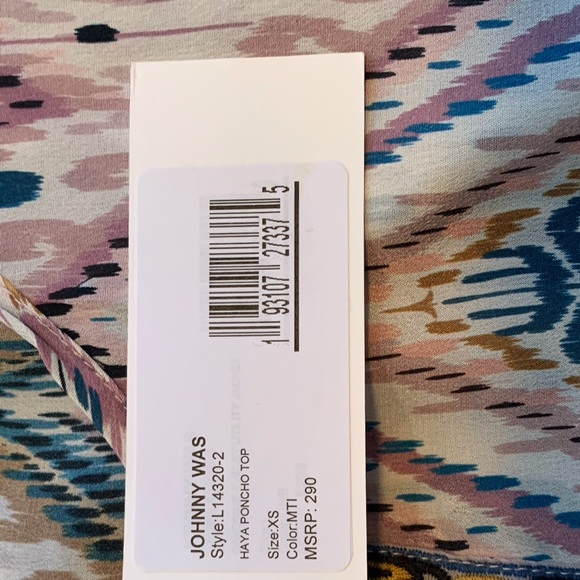 JOHNNY WAS
Style:L14320-2
HAYA PONCHO TOP
Size:XS
Color:MTI
MSRP: 290
1 93107 27337 5